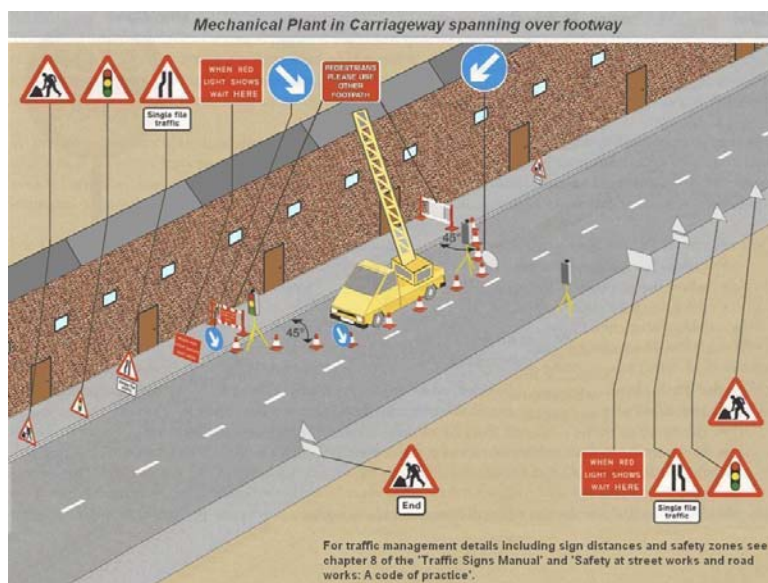 Mechanical Plant in Carriageway spanning over footway
Single file
traffic
WHEN RED
LIGHT SHOWS
WAIT HERE
PEDESTRIANS
PLEASE USE
OTHER
FOOTPATH
45°
45°
End
WHEN RED
LIGHT SHOWS
WAIT HERE
Single file
traffic
For traffic management details including sign distances and safety zones see
chapter 8 of the 'Traffic Signs Manual' and 'Safety at street works and road
works: A code of practice'.